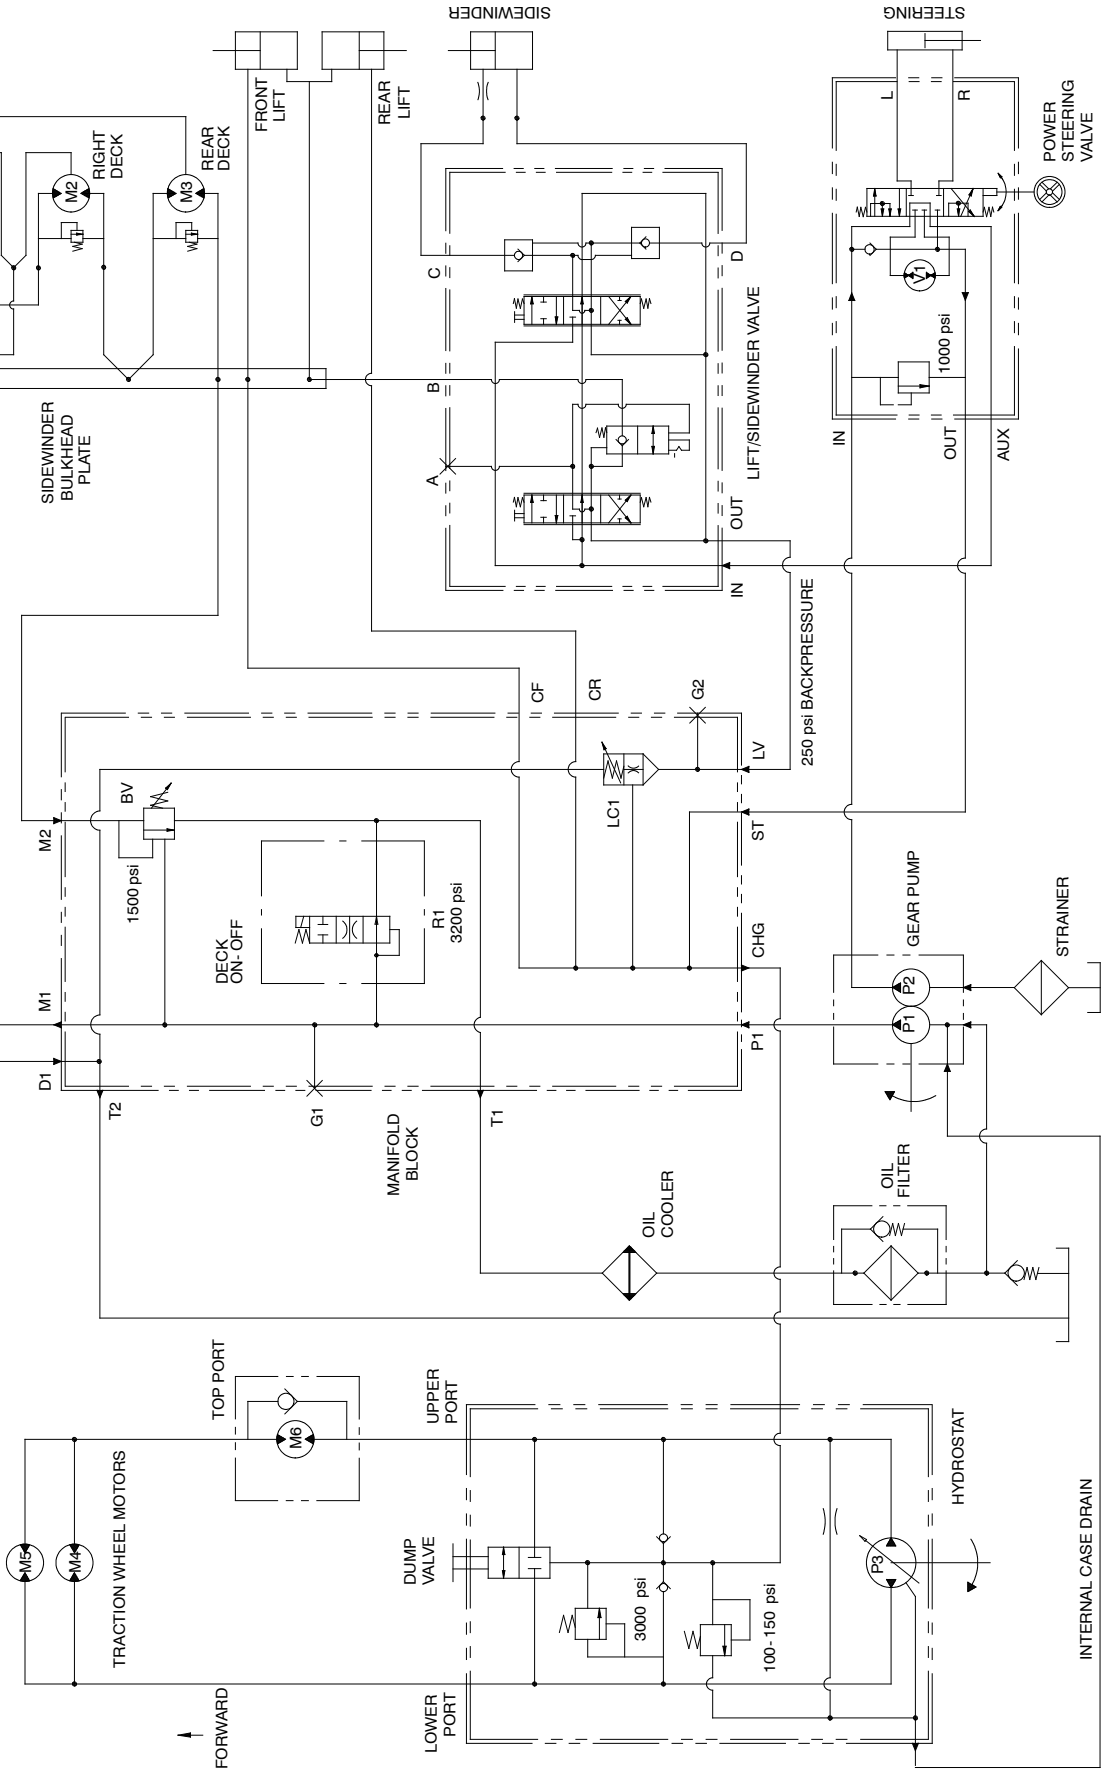 SIDEWINDER
STEERING
RIGHT
DECK
M2
REAR
DECK
M3
FRONT
LIFT
REAR
LIFT
L
R
POWER
STEERING
VALVE
V1
1000 psi
IN
OUT
AUX
C
D
B
A
LIFT/SIDEWINDER VALVE
OUT
IN
SIDEWINDER
BULKHEAD
PLATE
250 psi BACKPRESSURE
CF
CR
G2
LV
LC1
BV
M2
1500 psi
ST
DECK
ON-OFF
R1
3200 psi
CHG
M1
P1
D1
T2
G1
T1
MANIFOLD
BLOCK
GEAR PUMP
P2
P1
STRAINER
OIL
COOLER
OIL
FILTER
TOP PORT
M6
UPPER
PORT
M5
M4
TRACTION WHEEL MOTORS
DUMP
VALVE
3000 psi
100-150 psi
P3
HYDROSTAT
LOWER
PORT
INTERNAL CASE DRAIN
FORWARD